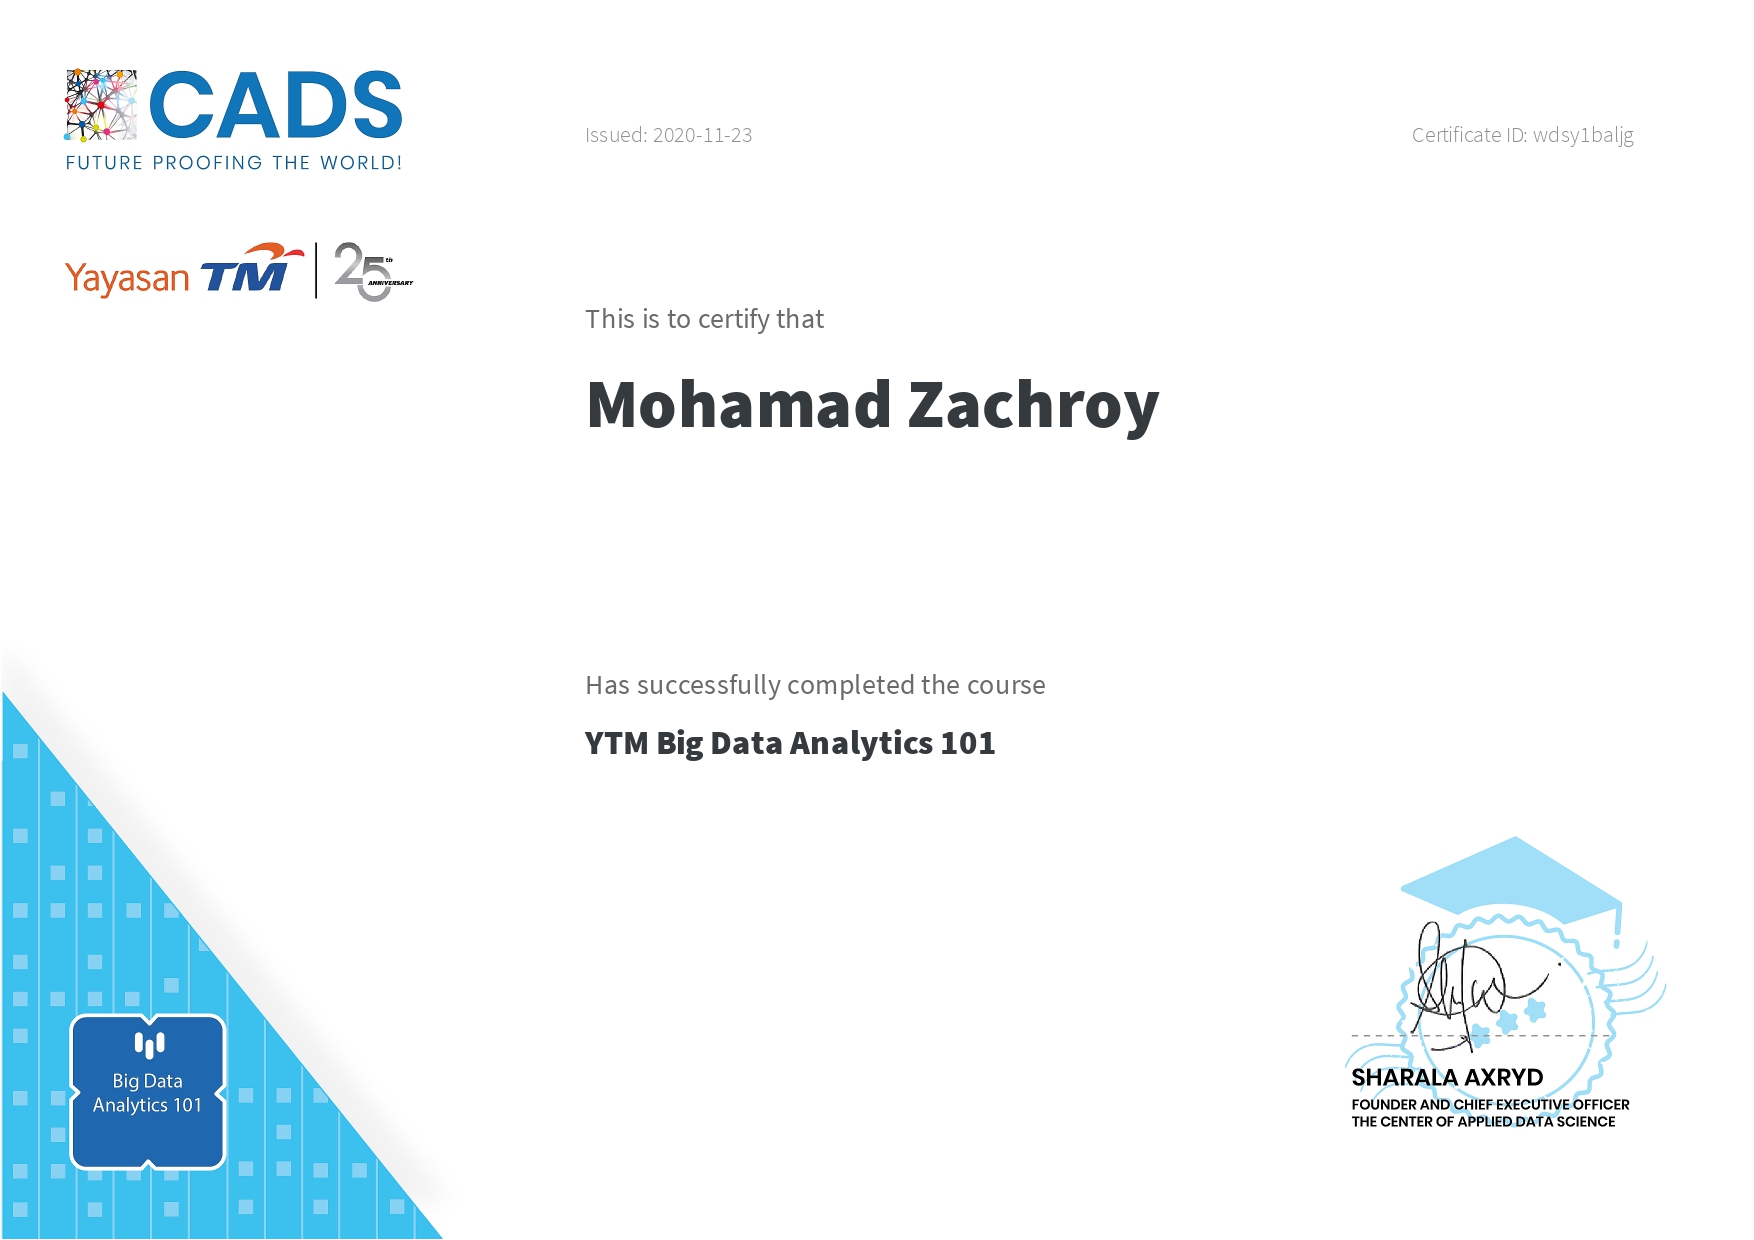 CADS
FUTURE PROOFING THE WORLD!
Issued: 2020-11-23
Certificate ID: wdsy1baljg
Yayasan TM
25th ANNIVERSARY
This is to certify that
Mohamad Zachroy
Has successfully completed the course
YTM Big Data Analytics 101
Big Data
Analytics 101
SHARALA AXRYD
FOUNDER AND CHIEF EXECUTIVE OFFICER
THE CENTER OF APPLIED DATA SCIENCE